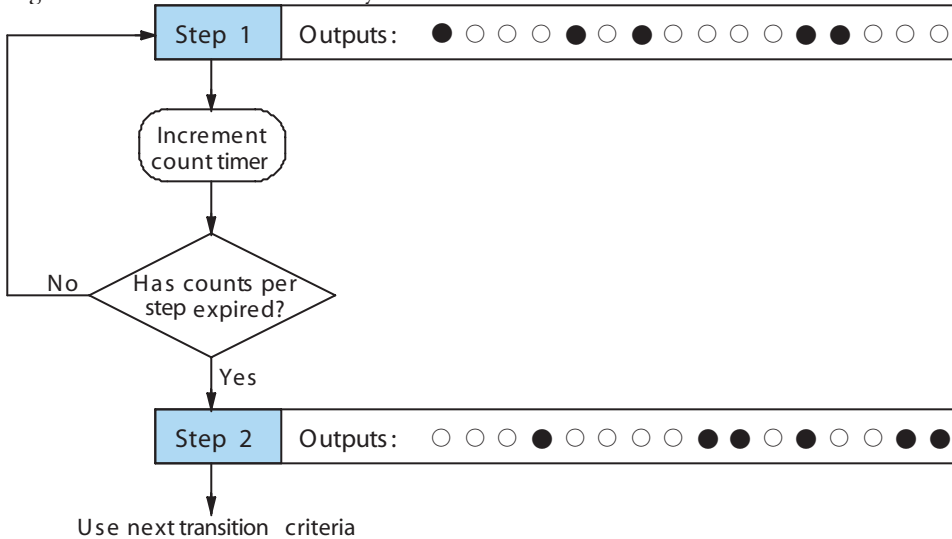 Step 1 Outputs:
Increment
count timer
No
Has counts per
step expired?
Yes
Step 2 Outputs:
Use next transition criteria